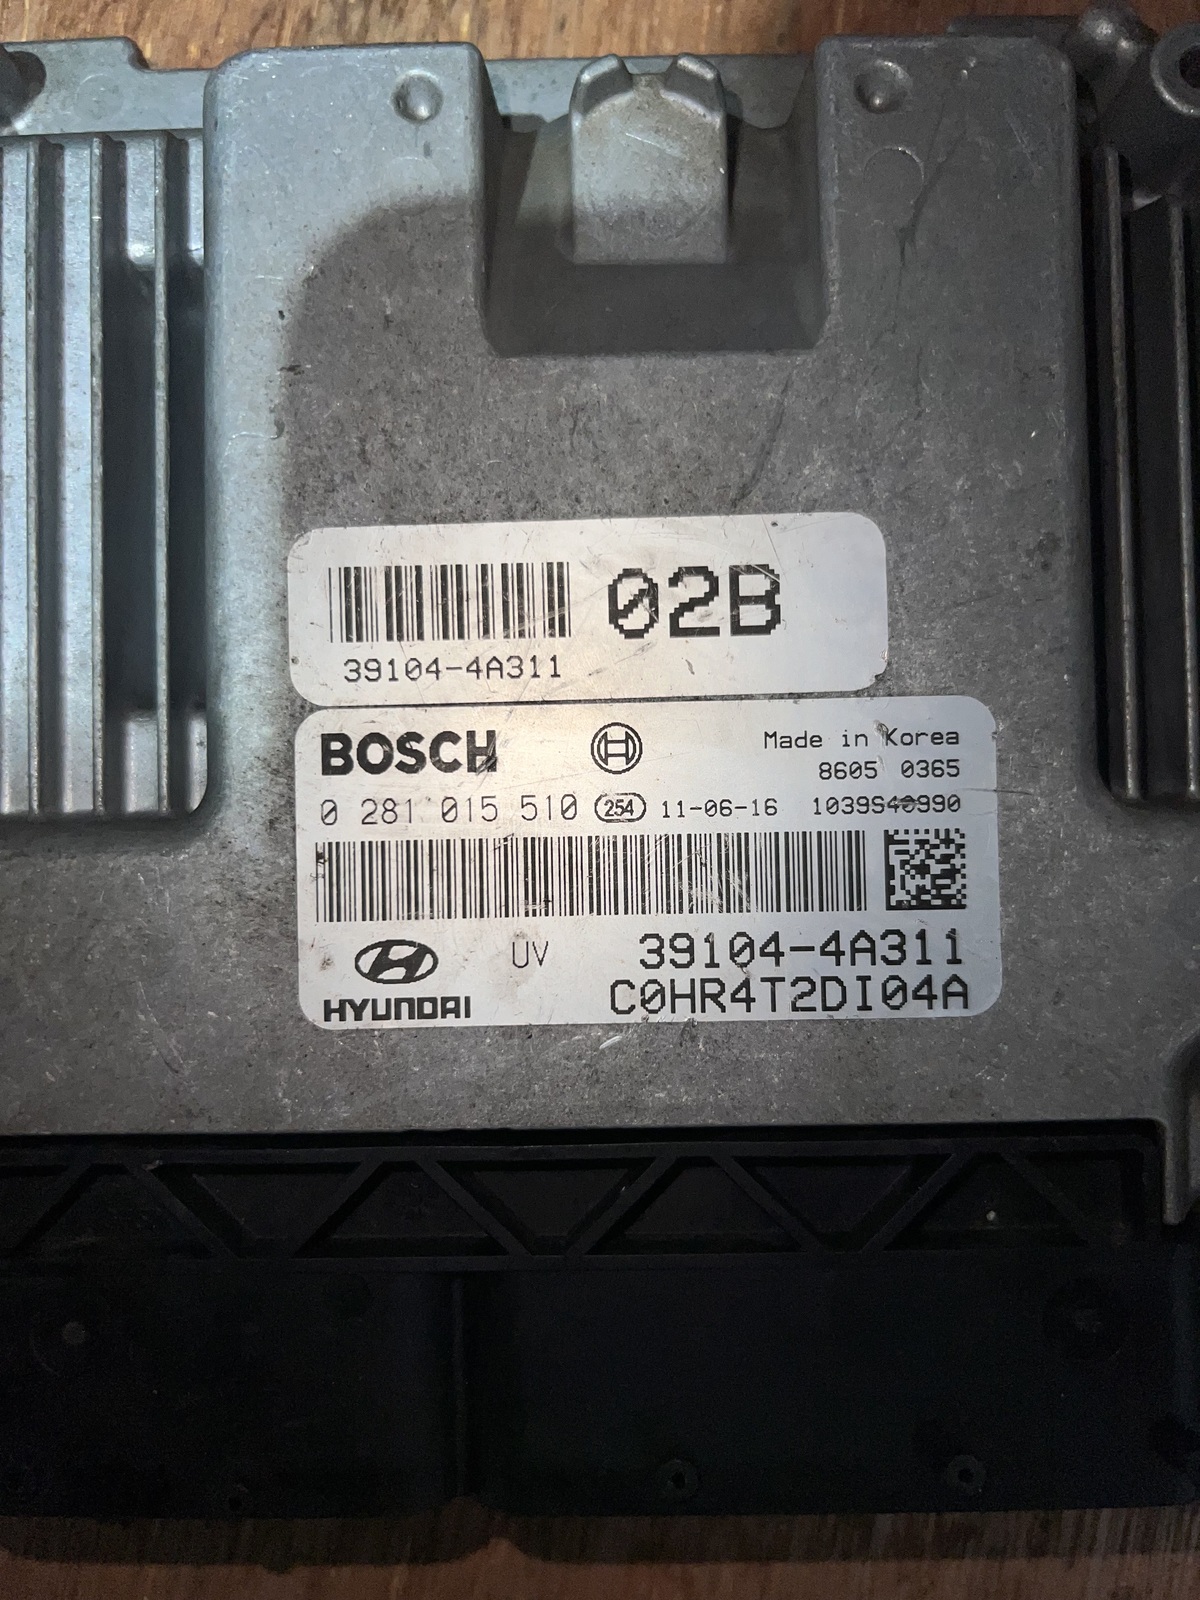 02B
39104-4A311
BOSCH
Made in Korea
8605 0365
0 281 015 510 254 11-06-16 1039S40990
HYUNDAI
UV
39104-4A311
C0HR4T2DI04A